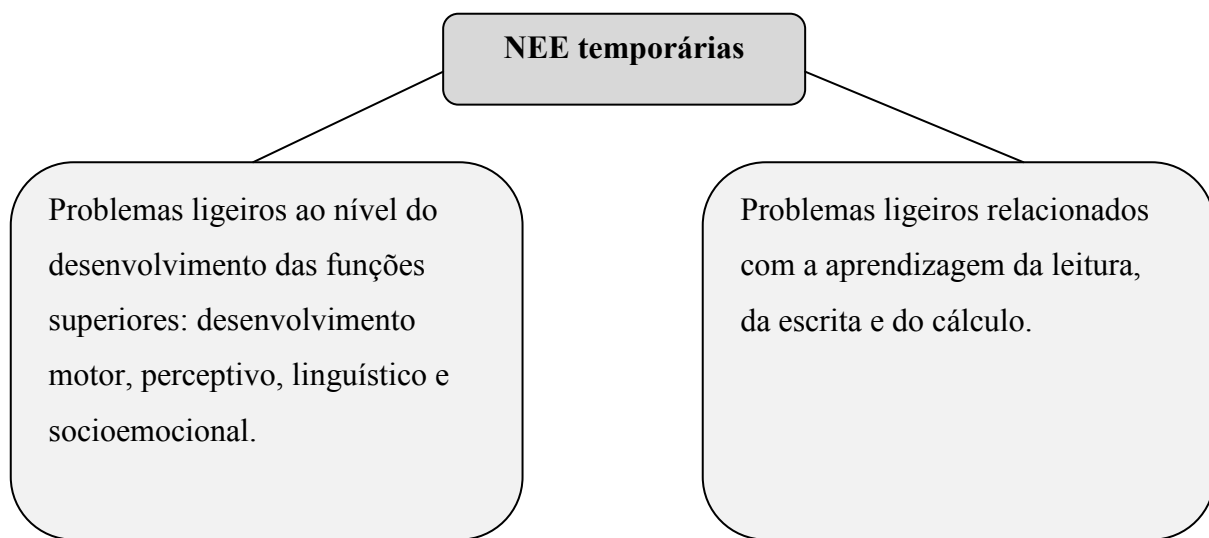 NEE temporárias
Problemas ligeiros ao nível do
desenvolvimento das funções
superiores: desenvolvimento
motor, perceptivo, linguístico e
socioemocional.
Problemas ligeiros relacionados
com a aprendizagem da leitura,
da escrita e do cálculo.